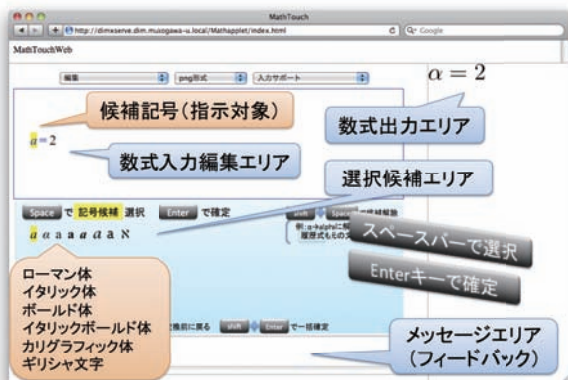 MathTouch
http://dimxserve.dim.mukogawa-u.local/Mathapplet/index.html
Google
MathTouchWeb
編集
png形式
入力サポート
α = 2
候補記号(指示対象)
数式出力エリア
a = 2
数式入力編集エリア
選択候補エリア
Space で 記号候補 選択 Enter で確定
shift Space
スペースバーで選択
Enterキーで確定
ローマン体
イタリック体
ボールド体
イタリックボールド体
カリグラフィック体
ギリシャ文字
換前に戻る shift Enter で一括確定
メッセージエリア
(フィードバック)